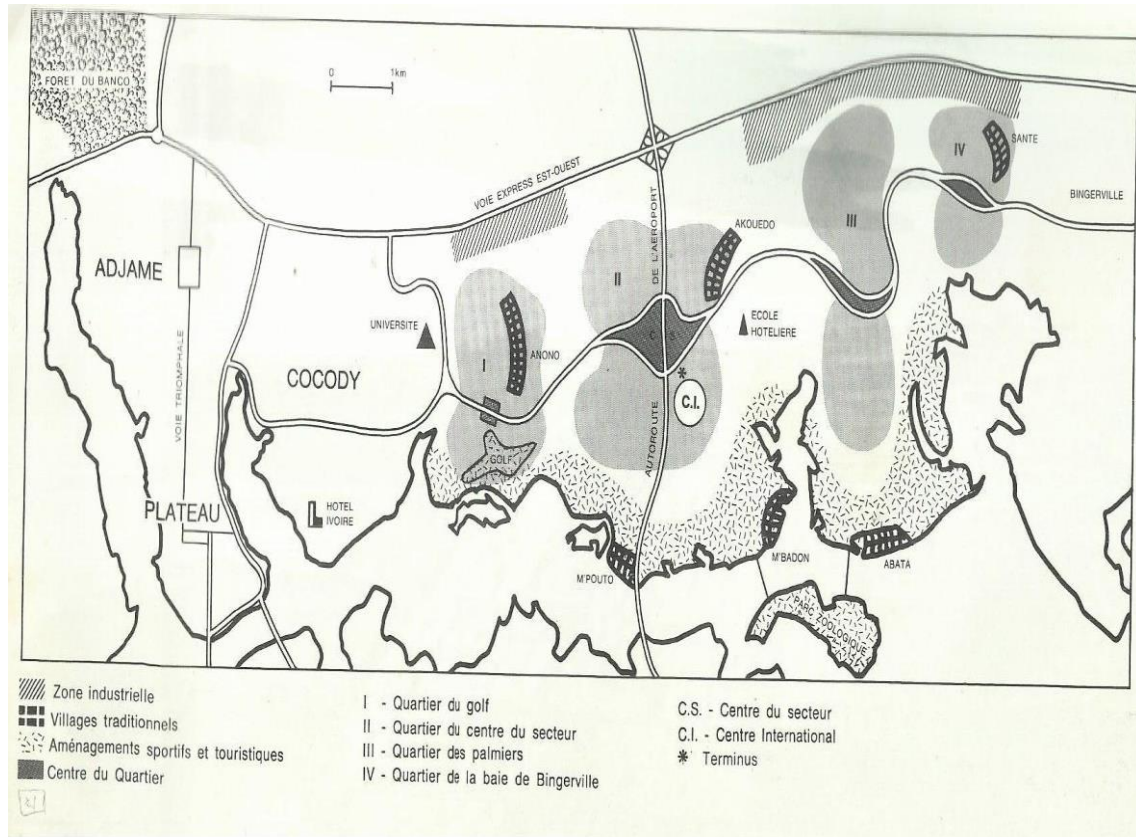 FORET DU BANCO
0 1km
VOIE EXPRESS EST-OUEST
DE L'AEROPORT
AUTOROUTE
SANTE
IV
BINGERVILLE
III
AKOUEDO
II
ADJAME
UNIVERSITE
ECOLE
HOTELIERE
C S
ANONO
I
COCODY
VOIE TRIOMPHALE
*
C.I.
GOLF
PLATEAU
HOTEL
IVOIRE
M'POUTO
M'BADON
ABATA
PARC ZOOLOGIQUE
Zone industrielle
Villages traditionnels
Aménagements sportifs et touristiques
Centre du Quartier
I - Quartier du golf
II - Quartier du centre du secteur
III - Quartier des palmiers
IV - Quartier de la baie de Bingerville
C.S. - Centre du secteur
C.I. - Centre International
* Terminus